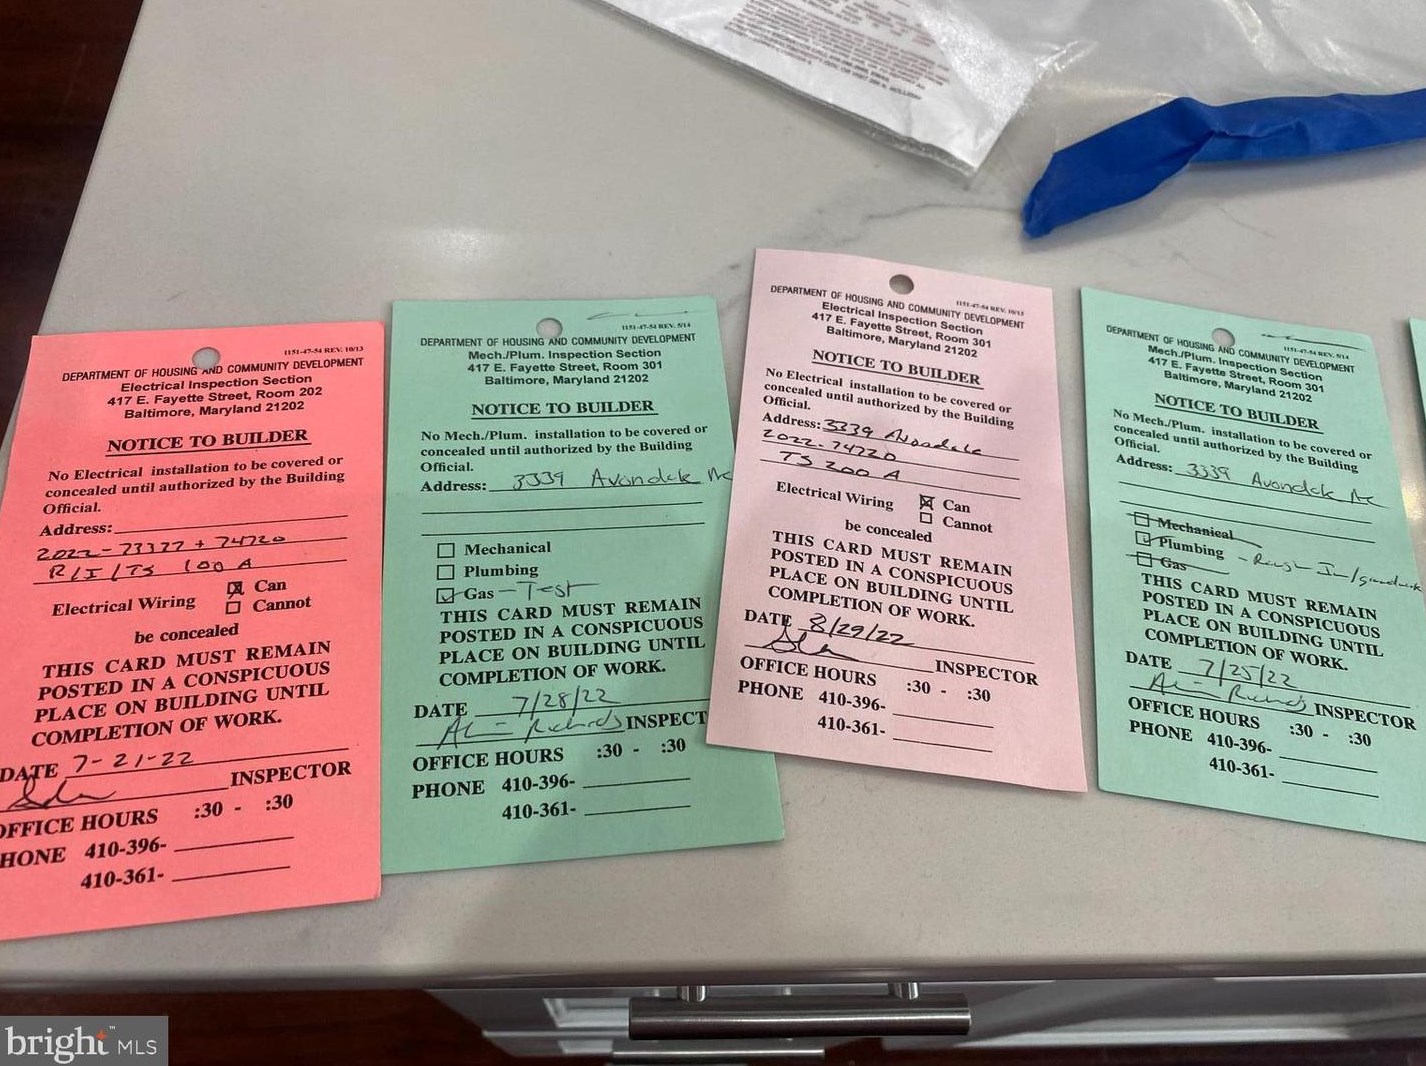 1151-47-54 REV. 10/13
DEPARTMENT OF HOUSING AND COMMUNITY DEVELOPMENT
Electrical Inspection Section
417 E. Fayette Street, Room 202
Baltimore, Maryland 21202
NOTICE TO BUILDER
No Electrical installation to be covered or
concealed until authorized by the Building
Official.
Address:
2022-73177 + 74720
R/I/TS 100 A
Electrical Wiring
Can
Cannot
be concealed
THIS CARD MUST REMAIN
POSTED IN A CONSPICUOUS
PLACE ON BUILDING UNTIL
COMPLETION OF WORK.
DATE 7-21-22
INSPECTOR
OFFICE HOURS :30 - :30
HONE 410-396-
410-361-
1151-47-54 REV. 5/14
DEPARTMENT OF HOUSING AND COMMUNITY DEVELOPMENT
Mech./Plum. Inspection Section
417 E. Fayette Street, Room 301
Baltimore, Maryland 21202
NOTICE TO BUILDER
No Mech./Plum. installation to be covered or
concealed until authorized by the Building
Official.
Address: 3339 Avondale Ave
Mechanical
Plumbing
Gas - Test
THIS CARD MUST REMAIN
POSTED IN A CONSPICUOUS
PLACE ON BUILDING UNTIL
COMPLETION OF WORK.
DATE 7/28/22
INSPECT
OFFICE HOURS :30 - :30
PHONE 410-396-
410-361-
1151-47-54 REV. 10/13
DEPARTMENT OF HOUSING AND COMMUNITY DEVELOPMENT
Electrical Inspection Section
417 E. Fayette Street, Room 301
Baltimore, Maryland 21202
NOTICE TO BUILDER
No Electrical installation to be covered or
concealed until authorized by the Building
Official.
Address: 3339 Avondale
2022-74720
TS 200 A
Electrical Wiring
Can
Cannot
be concealed
THIS CARD MUST REMAIN
POSTED IN A CONSPICUOUS
PLACE ON BUILDING UNTIL
COMPLETION OF WORK.
DATE 8/29/22
INSPECTOR
OFFICE HOURS :30 - :30
PHONE 410-396-
410-361-
1151-47-54 REV. 5/14
DEPARTMENT OF HOUSING AND COMMUNITY DEVELOPMENT
Mech./Plum. Inspection Section
417 E. Fayette Street, Room 301
Baltimore, Maryland 21202
NOTICE TO BUILDER
No Mech./Plum. installation to be covered or
concealed until authorized by the Building
Official.
Address: 3339 Avondale Ave
Mechanical
Plumbing - Rough In/groundwork
Gas
THIS CARD MUST REMAIN
POSTED IN A CONSPICUOUS
PLACE ON BUILDING UNTIL
COMPLETION OF WORK.
DATE 7/25/22
INSPECTOR
OFFICE HOURS :30 - :30
PHONE 410-396-
410-361-
bright MLS